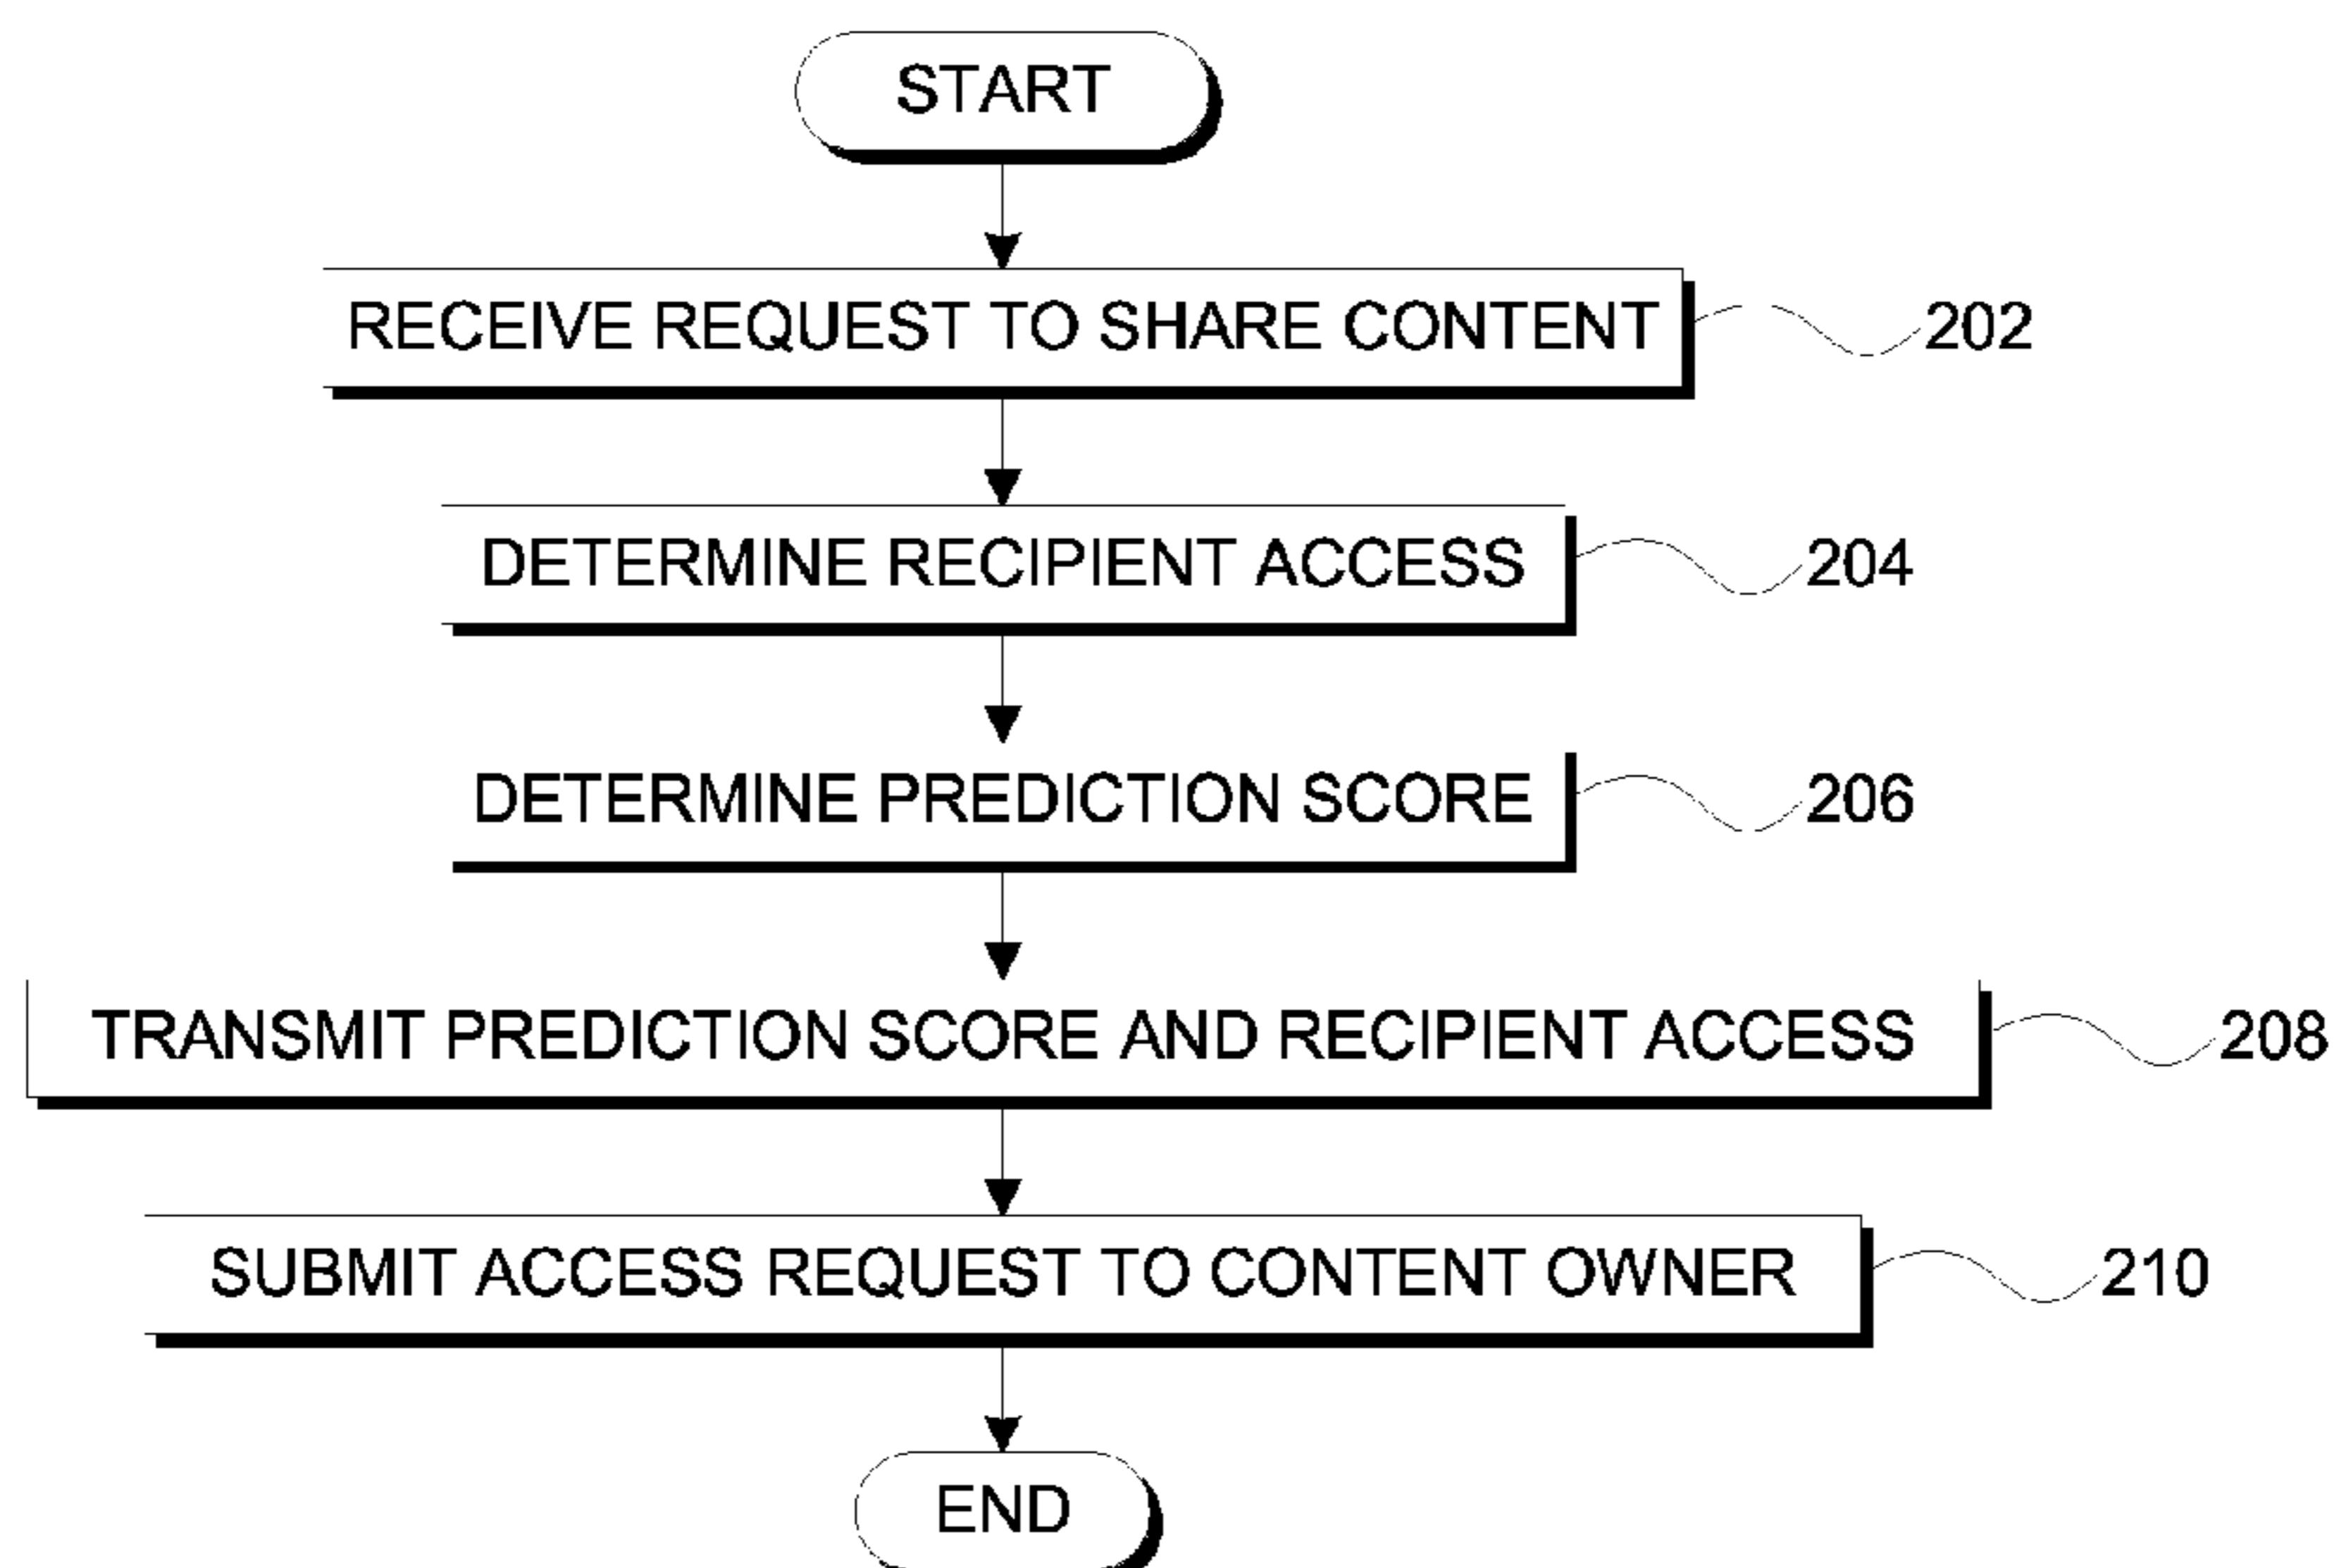 START
RECEIVE REQUEST TO SHARE CONTENT 202
DETERMINE RECIPIENT ACCESS 204
DETERMINE PREDICTION SCORE 206
TRANSMIT PREDICTION SCORE AND RECIPIENT ACCESS 208
SUBMIT ACCESS REQUEST TO CONTENT OWNER 210
END